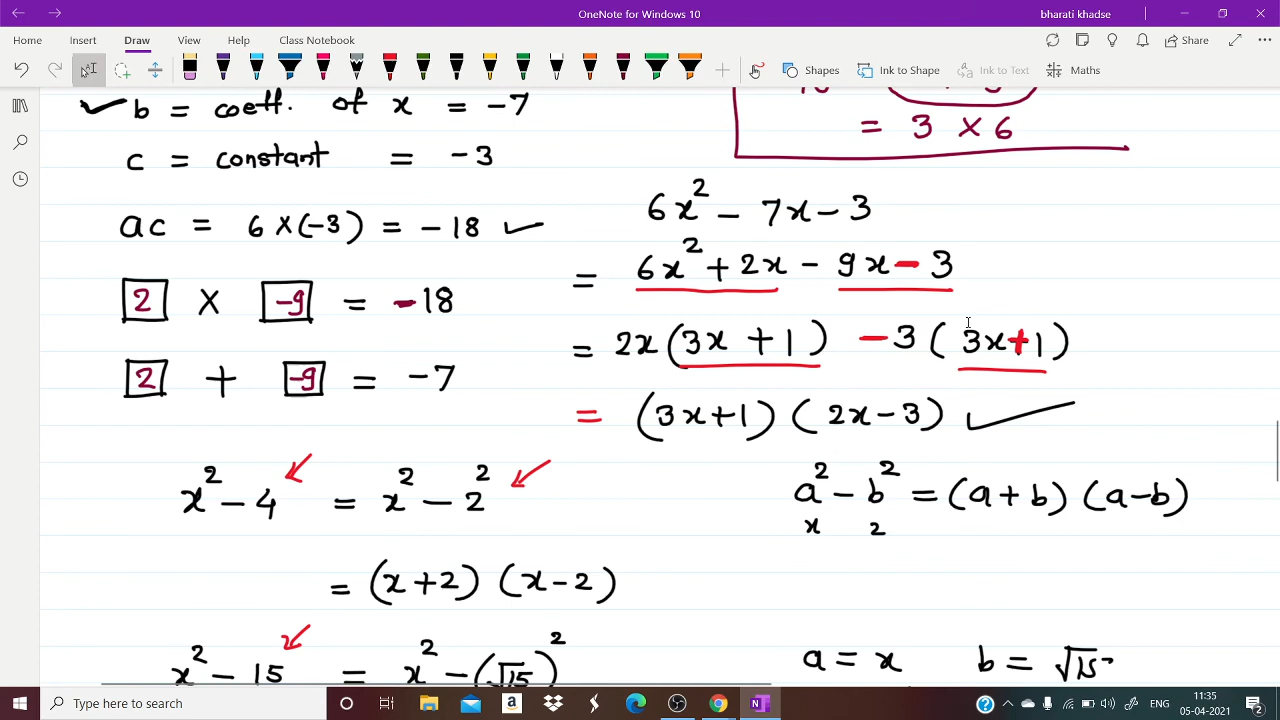 OneNote for Windows 10
bharati khadse
Home Insert Draw View Help Class Notebook
Share
Shapes Ink to Shape Ink to Text Maths
b = coeff. of x = -7
c = constant = -3
= 3 × 6
ac = 6×(-3) = -18
2 × -9 = -18
2 + -9 = -7
6x² - 7x - 3
= 6x² + 2x - 9x - 3
= 2x(3x + 1) - 3(3x+1)
= (3x+1) (2x-3)
x² - 4 = x² - 2²
= (x+2) (x-2)
a² - b² = (a+b) (a-b)
x 2
x² - 15 = x² - (√15)²
a = x b = √15
Type here to search
ENG
11:35
05-04-2021